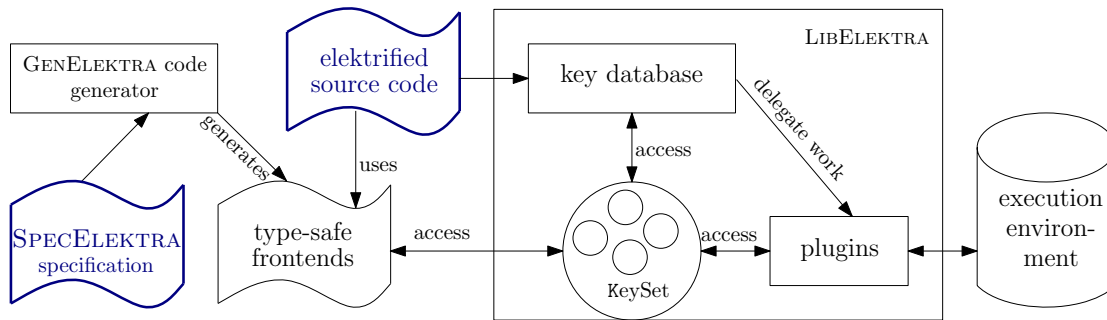 GENELEKTRA code
generator
elektrified
source code
LIBELEKTRA
key database
generates
uses
access
delegate work
SPECELEKTRA
specification
type-safe
frontends
access
KeySet
access
plugins
execution
environ-
ment